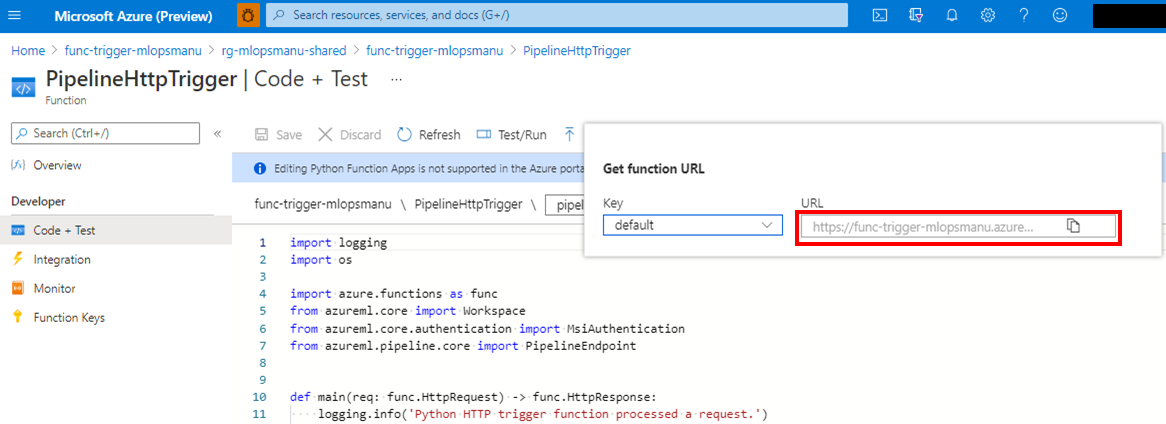 Microsoft Azure (Preview)
Search resources, services, and docs (G+/)
Home > func-trigger-mlopsmanu > rg-mlopsmanu-shared > func-trigger-mlopsmanu > PipelineHttpTrigger
PipelineHttpTrigger | Code + Test ...
Function
Search (Ctrl+/)
«
Overview
Developer
Code + Test
Integration
Monitor
Function Keys
Save Discard Refresh Test/Run
Editing Python Function Apps is not supported in the Azure porta
func-trigger-mlopsmanu \ PipelineHttpTrigger \ pipel
Get function URL
Key
default
URL
https://func-trigger-mlopsmanu.azure...
1 import logging
2 import os
3
4 import azure.functions as func
5 from azureml.core import Workspace
6 from azureml.core.authentication import MsiAuthentication
7 from azureml.pipeline.core import PipelineEndpoint
8
9
10 def main(req: func.HttpRequest) -> func.HttpResponse:
11     logging.info('Python HTTP trigger function processed a request.')